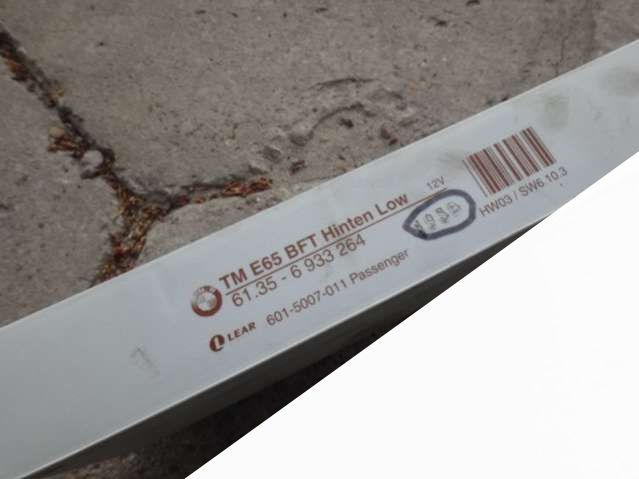 TM E65 BFT Hinten Low
12V
61.35 - 6 933 264
HW03 / SW6.10.3
LEAR 601-5007-011 Passenger